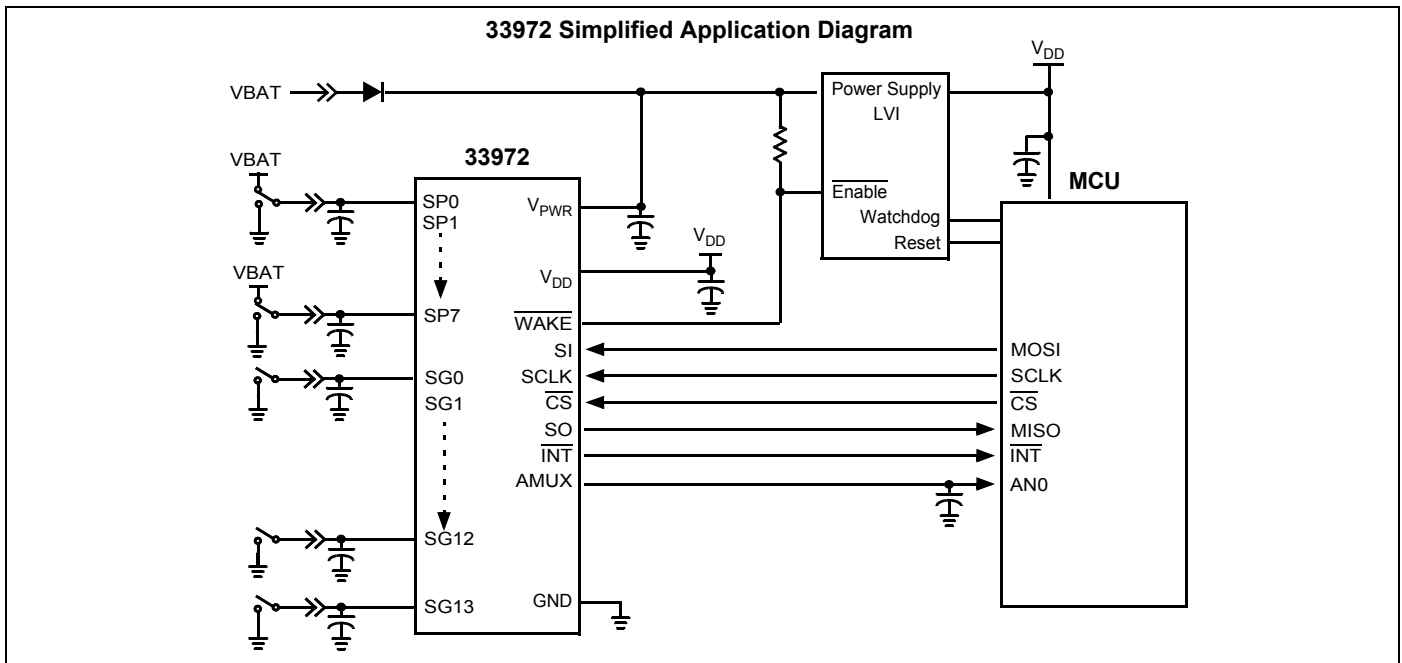 33972 Simplified Application Diagram
VDD
VBAT
Power Supply
LVI
VBAT
33972
MCU
SP0
SP1
VPWR
Enable
Watchdog
Reset
VDD
VBAT
VDD
SP7
WAKE
SI
MOSI
SG0
SCLK
SCLK
SG1
CS
CS
SO
MISO
INT
INT
AMUX
AN0
SG12
SG13
GND